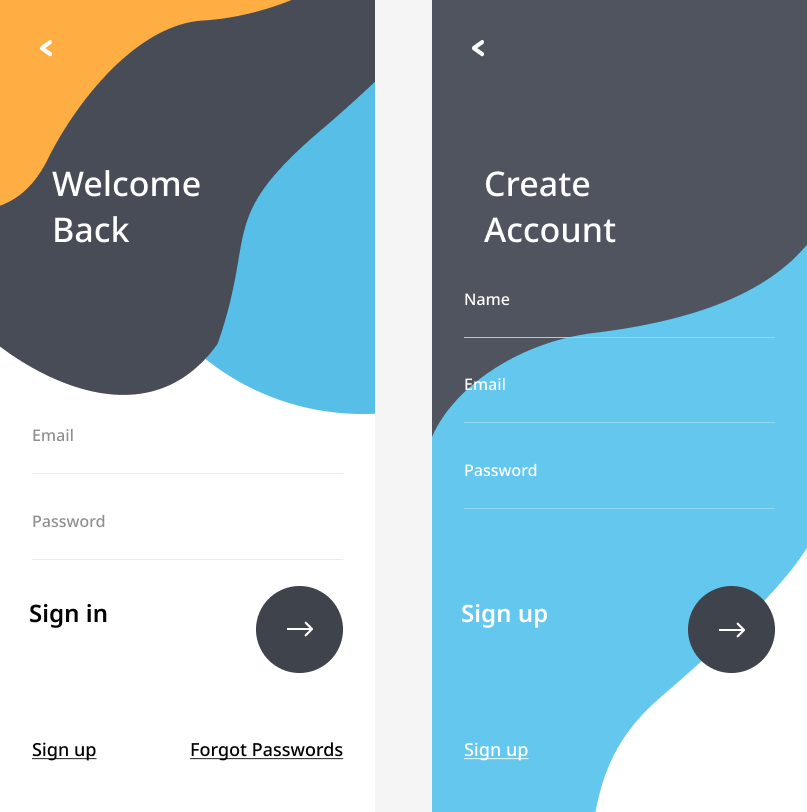 Welcome
Back
Email
Password
Sign in
Sign up
Forgot Passwords
Create
Account
Name
Email
Password
Sign up
Sign up